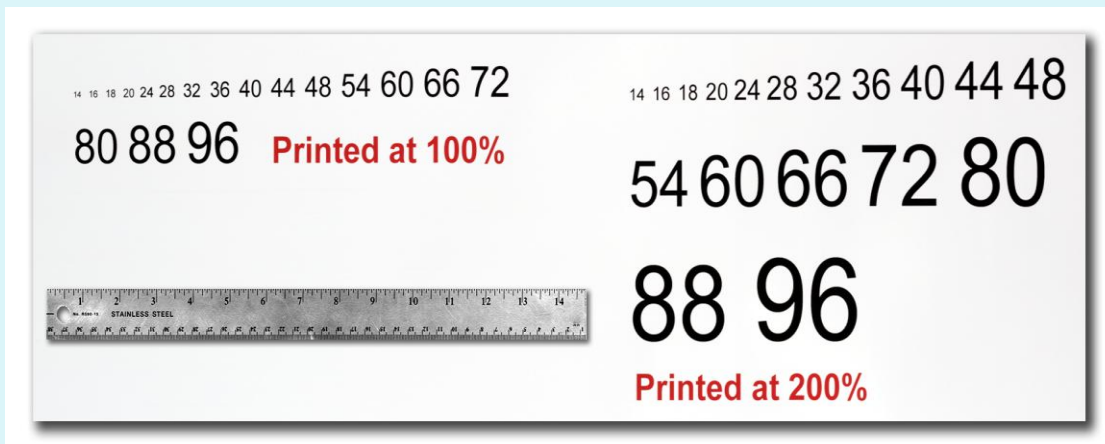 14 16 18 20 24 28 32 36 40 44 48 54 60 66 72
80 88 96 Printed at 100%
1 2 3 4 5 6 7 8 9 10 11 12 13 14
STAINLESS STEEL
14 16 18 20 24 28 32 36 40 44 48
54 60 66 72 80
88 96
Printed at 200%